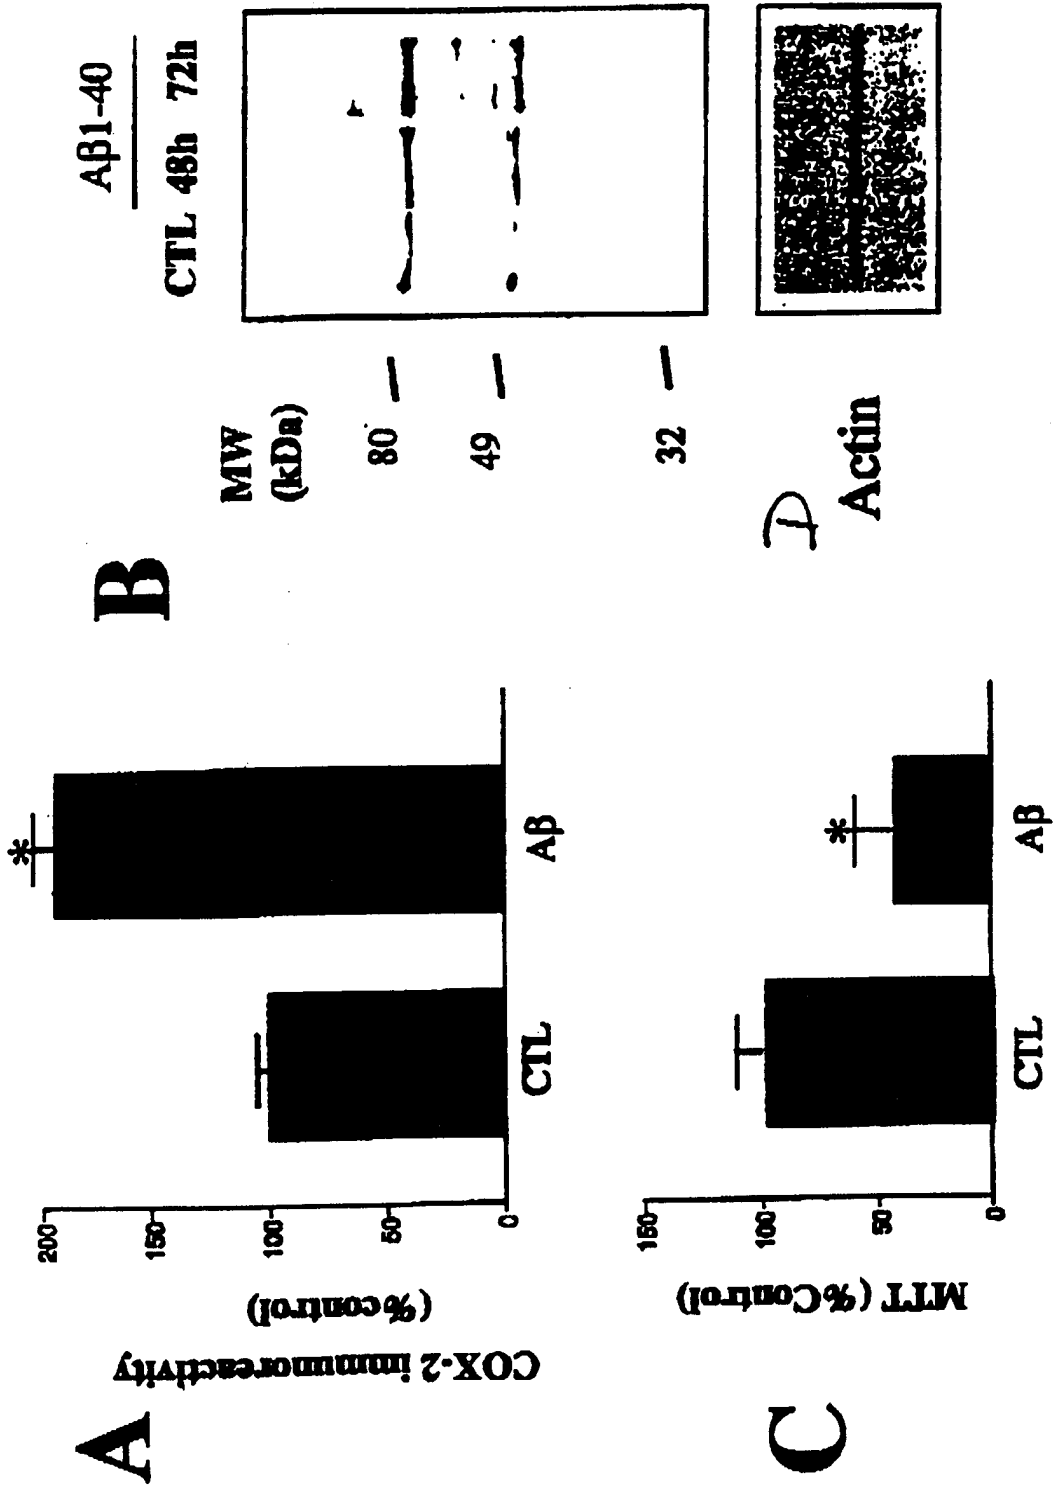 A
COX-2 immunoreactivity
(%control)
200
150
100
50
0
*
CTL
Aβ
B
Aβ1-40
CTL 48h 72h
MW
(kDa)
80
49
32
C
MTT (%Control)
150
100
50
0
*
CTL
Aβ
D
Actin